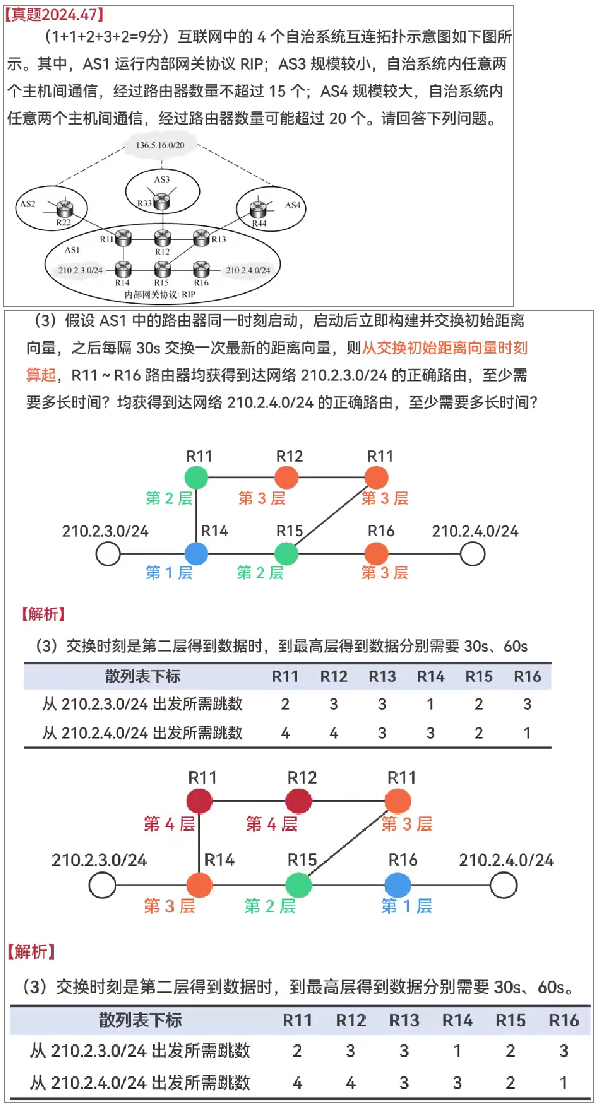 【真题2024.47】
（1+1+2+3+2=9分）互联网中的 4 个自治系统互连拓扑示意图如下图所
示。其中，AS1 运行内部网关协议 RIP；AS3 规模较小，自治系统内任意两
个主机间通信，经过路由器数量不超过 15 个；AS4 规模较大，自治系统内
任意两个主机间通信，经过路由器数量可能超过 20 个。请回答下列问题。
136.5.16.0/20
AS2
R22
AS3
R33
AS4
R44
AS1
R11
R12
R13
210.2.3.0/24
R14
R15
R16
210.2.4.0/24
内部网关协议: RIP
（3）假设 AS1 中的路由器同一时刻启动，启动后立即构建并交换初始距离
向量，之后每隔 30s 交换一次最新的距离向量，则从交换初始距离向量时刻
算起，R11～R16 路由器均获得到达网络 210.2.3.0/24 的正确路由，至少需
要多长时间？均获得到达网络 210.2.4.0/24 的正确路由，至少需要多长时间？
R11 R12 R11
第 2 层 第 3 层 第 3 层
210.2.3.0/24 R14 R15 R16 210.2.4.0/24
第 1 层 第 2 层 第 3 层
【解析】
（3）交换时刻是第二层得到数据时，到最高层得到数据分别需要 30s、60s
散列表下标 R11 R12 R13 R14 R15 R16
从 210.2.3.0/24 出发所需跳数 2 3 3 1 2 3
从 210.2.4.0/24 出发所需跳数 4 4 3 3 2 1
R11 R12 R11
第 4 层 第 4 层 第 3 层
210.2.3.0/24 R14 R15 R16 210.2.4.0/24
第 3 层 第 2 层 第 1 层
【解析】
（3）交换时刻是第二层得到数据时，到最高层得到数据分别需要 30s、60s。
散列表下标 R11 R12 R13 R14 R15 R16
从 210.2.3.0/24 出发所需跳数 2 3 3 1 2 3
从 210.2.4.0/24 出发所需跳数 4 4 3 3 2 1